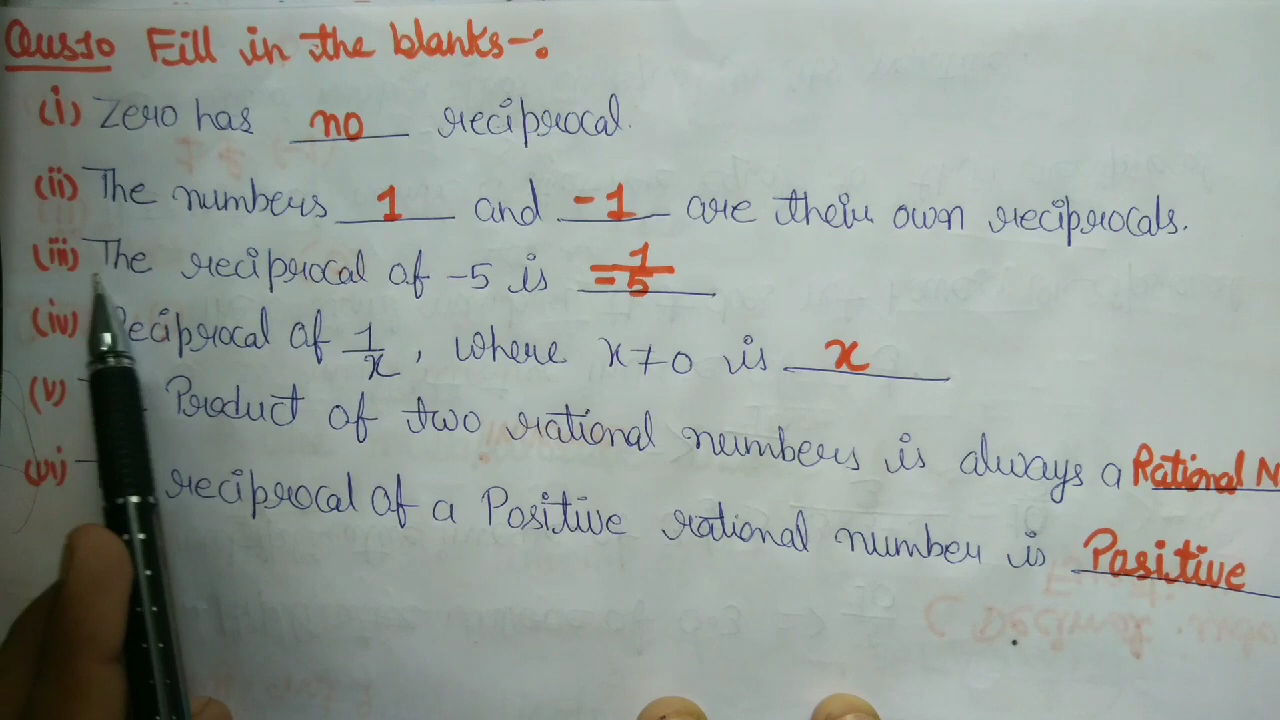 Ques10 Fill in the blanks-:
(i) Zero has no reciprocal.
(ii) The numbers 1 and -1 are their own reciprocals.
(iii) The reciprocal of -5 is 1/-5
(iv) Reciprocal of 1/x, where x≠0 is x
(v) Product of two rational numbers is always a Rational N
(vi) reciprocal of a Positive rational number is Positive